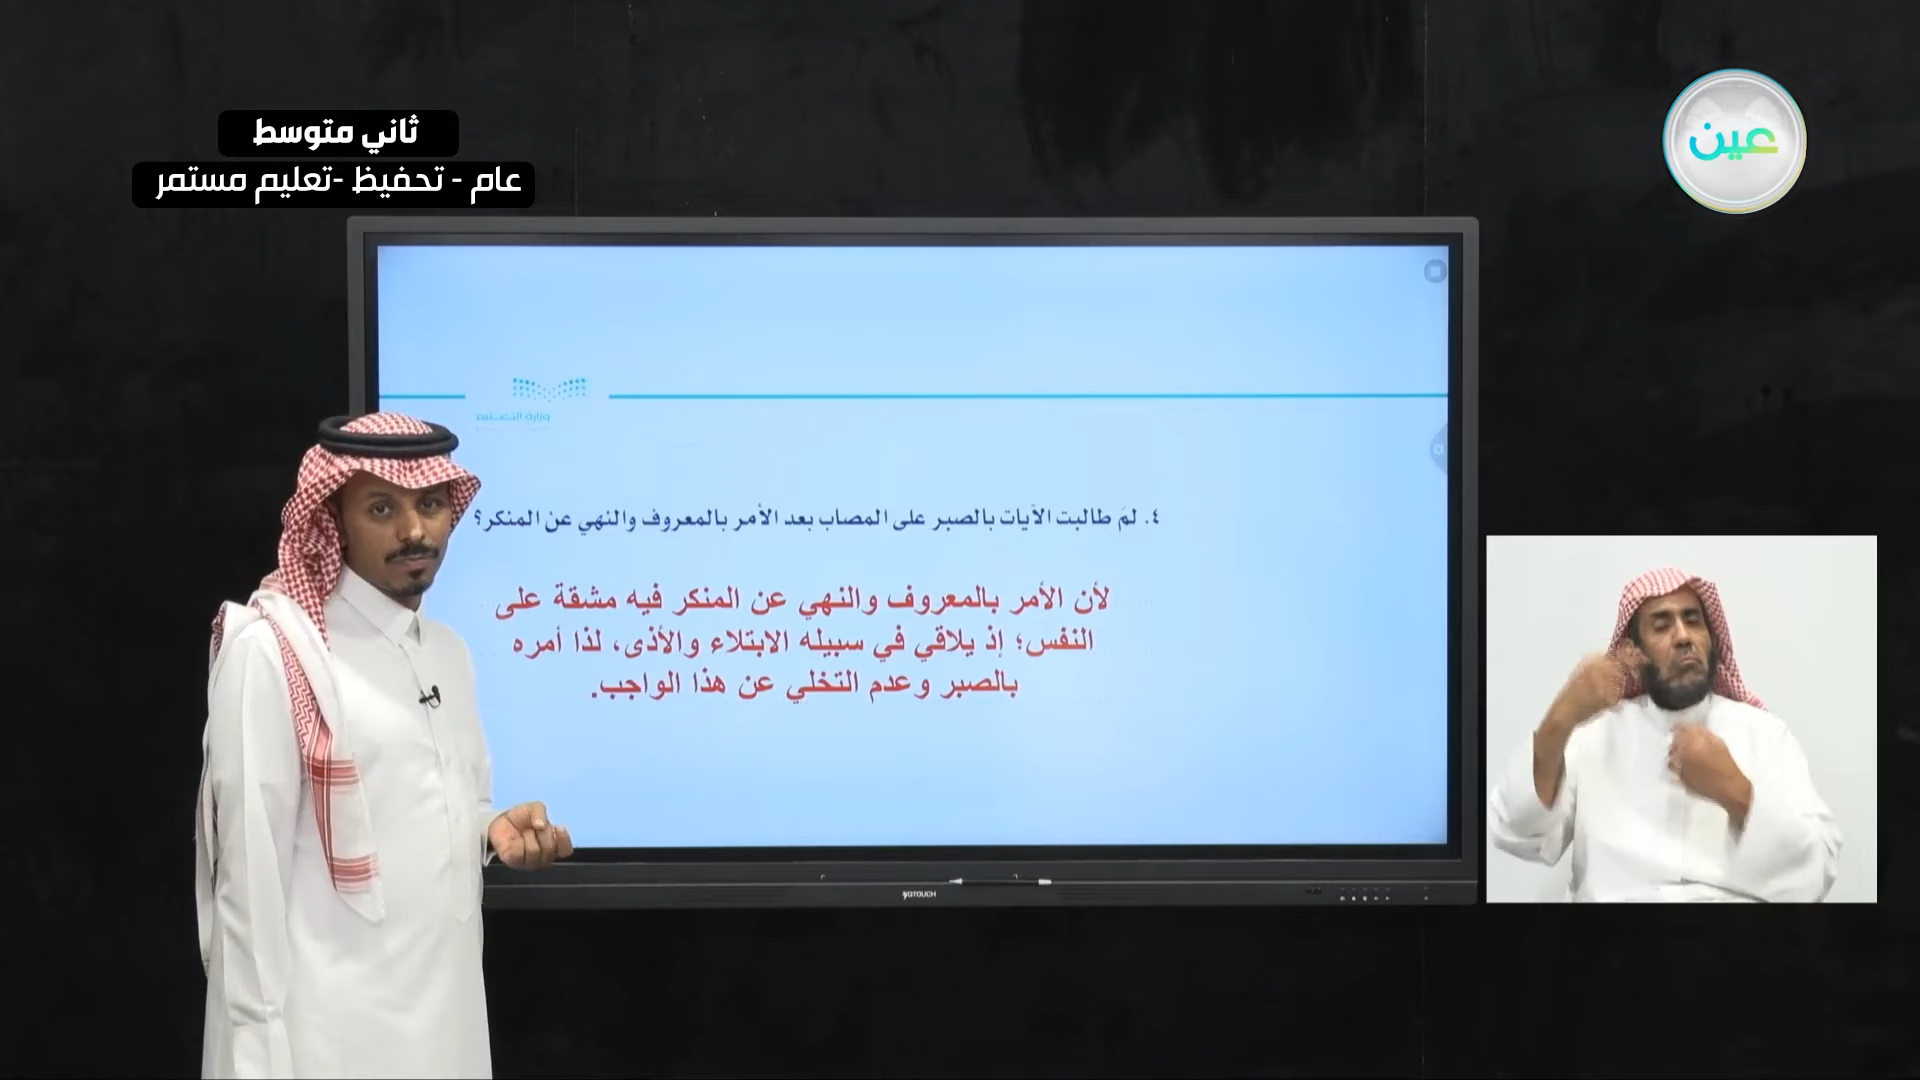 ثاني متوسط
عام - تحفيظ -تعليم مستمر
عين
وزارة التعليم
٤. لمَ طالبت الآيات بالصبر على المصاب بعد الأمر بالمعروف والنهي عن المنكر؟
لأن الأمر بالمعروف والنهي عن المنكر فيه مشقة على
النفس؛ إذ يلاقي في سبيله الابتلاء والأذى، لذا أمره
بالصبر وعدم التخلي عن هذا الواجب.
YQTOUCH